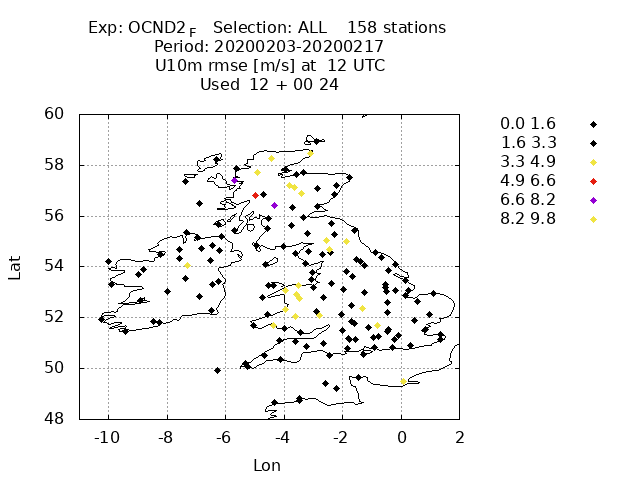 Exp: OCND2_F   Selection: ALL    158 stations
Period: 20200203-20200217
U10m rmse [m/s] at  12 UTC
Used  12 + 00 24
60
58
56
54
52
50
48
Lat
-10 -8 -6 -4 -2 0 2
Lon
0.0 1.6
1.6 3.3
3.3 4.9
4.9 6.6
6.6 8.2
8.2 9.8